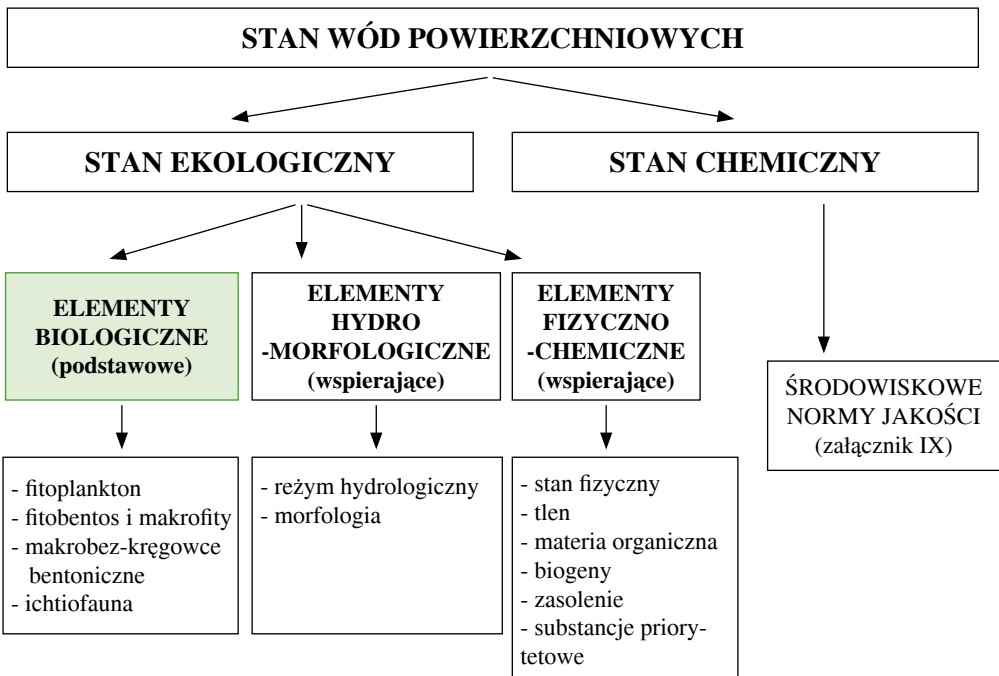 STAN WÓD POWIERZCHNIOWYCH
STAN EKOLOGICZNY
STAN CHEMICZNY
ELEMENTY
BIOLOGICZNE
(podstawowe)
ELEMENTY
HYDRO
-MORFOLOGICZNE
(wspierające)
ELEMENTY
FIZYCZNO
-CHEMICZNE
(wspierające)
ŚRODOWISKOWE
NORMY JAKOŚCI
(załącznik IX)
- fitoplankton
- fitobentos i makrofity
- makrobez-kręgowce
bentoniczne
- ichtiofauna
- reżym hydrologiczny
- morfologia
- stan fizyczny
- tlen
- materia organiczna
- biogeny
- zasolenie
- substancje priory-
tetowe